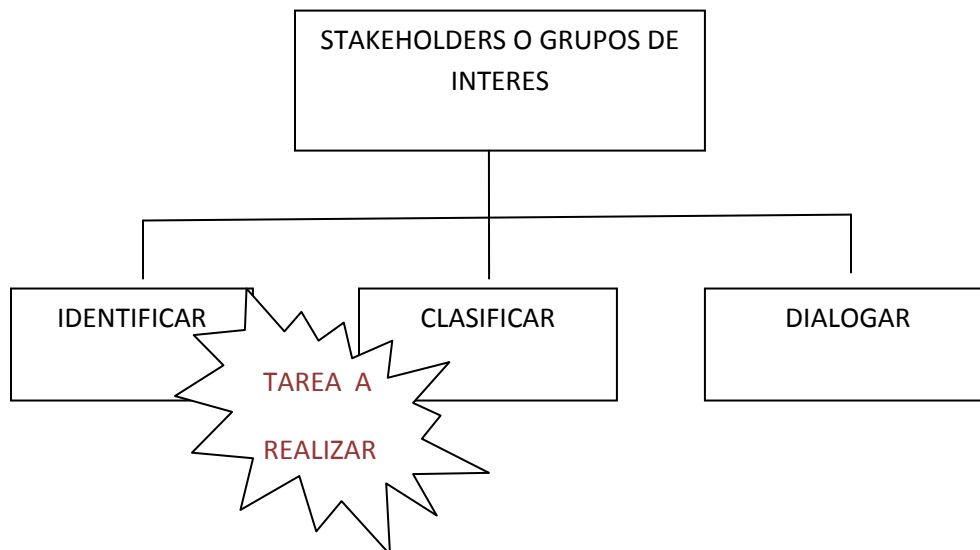 STAKEHOLDERS O GRUPOS DE
INTERES
IDENTIFICAR
CLASIFICAR
DIALOGAR
TAREA A
REALIZAR